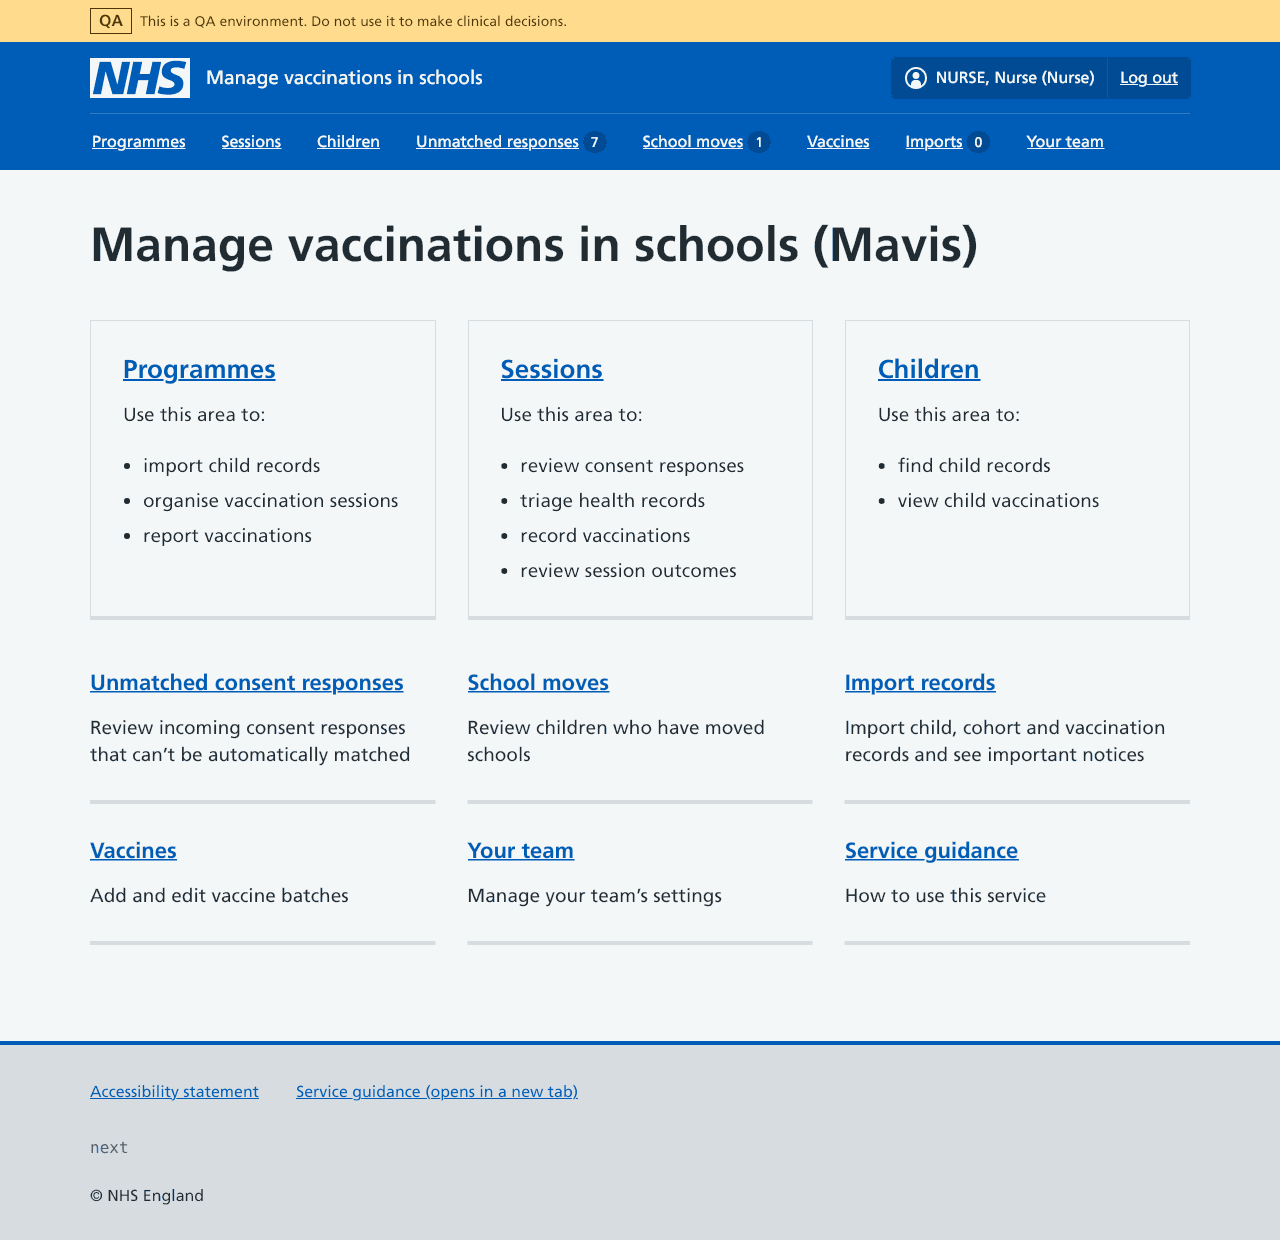 QA This is a QA environment. Do not use it to make clinical decisions.
NHS Manage vaccinations in schools NURSE, Nurse (Nurse) Log out
Programmes Sessions Children Unmatched responses 7 School moves 1 Vaccines Imports 0 Your team
Manage vaccinations in schools (Mavis)
Programmes
Use this area to:
• import child records
• organise vaccination sessions
• report vaccinations
Sessions
Use this area to:
• review consent responses
• triage health records
• record vaccinations
• review session outcomes
Children
Use this area to:
• find child records
• view child vaccinations
Unmatched consent responses
Review incoming consent responses
that can’t be automatically matched
School moves
Review children who have moved
schools
Import records
Import child, cohort and vaccination
records and see important notices
Vaccines
Add and edit vaccine batches
Your team
Manage your team’s settings
Service guidance
How to use this service
Accessibility statement Service guidance (opens in a new tab)
next
© NHS England